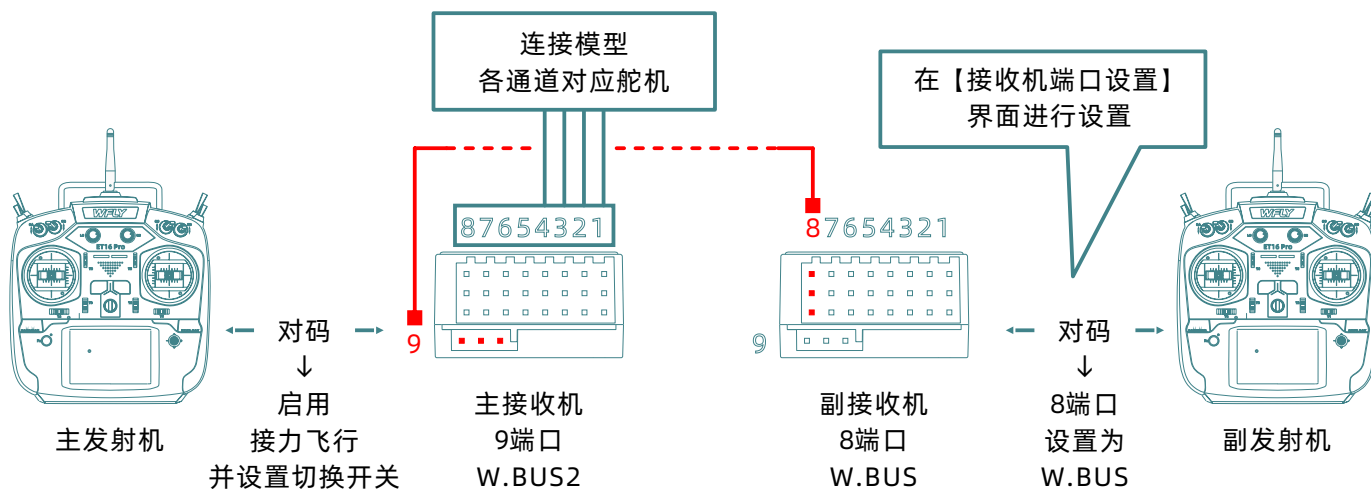 连接模型
各通道对应舵机
在【接收机端口设置】
界面进行设置
WFLY
ET16 Pro
87654321
87654321
WFLY
ET16 Pro
9
9
对码
↓
启用
接力飞行
并设置切换开关
对码
↓
8端口
设置为
W.BUS
主发射机
主接收机
9端口
W.BUS2
副接收机
8端口
W.BUS
副发射机